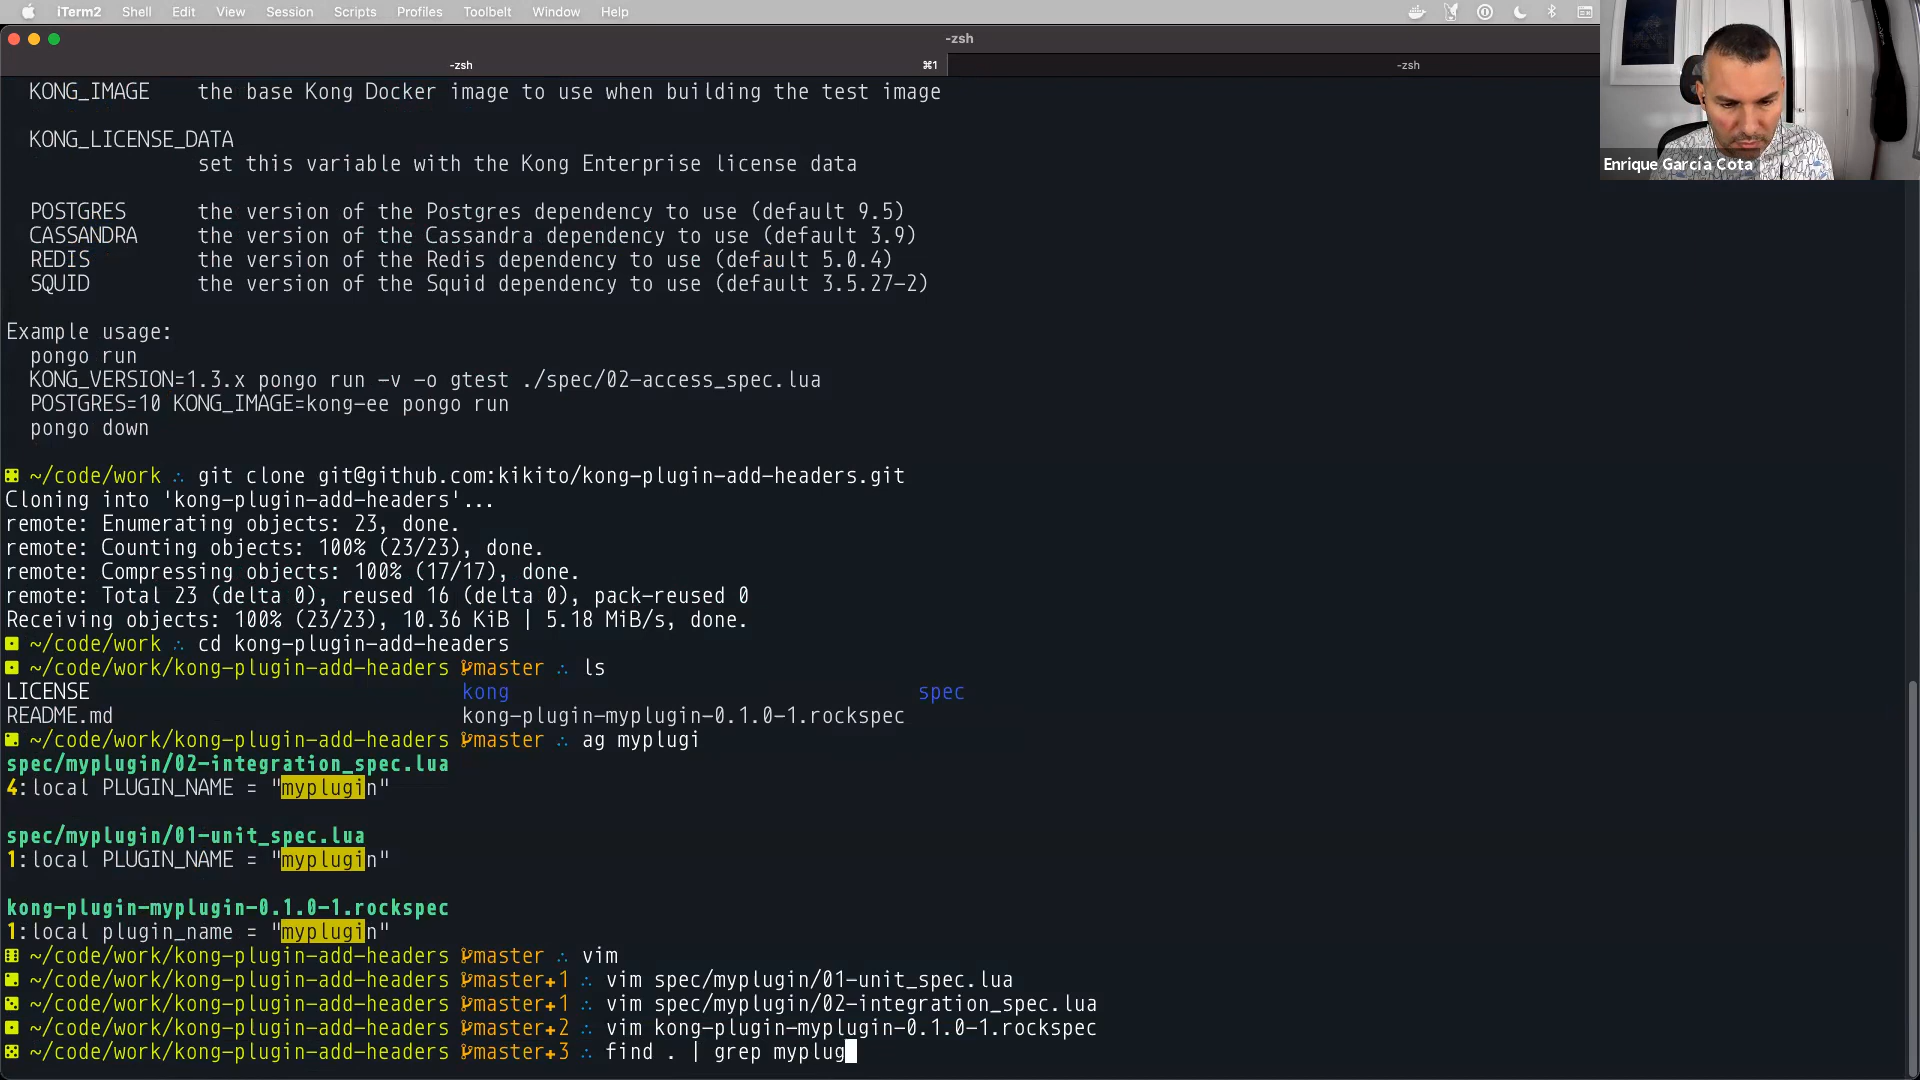 iTerm2 Shell Edit View Session Scripts Profiles Toolbelt Window Help
-zsh
-zsh ⌘1 -zsh
KONG_IMAGE the base Kong Docker image to use when building the test image
KONG_LICENSE_DATA
set this variable with the Kong Enterprise license data
Enrique García Cota
POSTGRES the version of the Postgres dependency to use (default 9.5)
CASSANDRA the version of the Cassandra dependency to use (default 3.9)
REDIS the version of the Redis dependency to use (default 5.0.4)
SQUID the version of the Squid dependency to use (default 3.5.27-2)
Example usage:
pongo run
KONG_VERSION=1.3.x pongo run -v -o gtest ./spec/02-access_spec.lua
POSTGRES=10 KONG_IMAGE=kong-ee pongo run
pongo down
~/code/work ∴ git clone git@github.com:kikito/kong-plugin-add-headers.git
Cloning into 'kong-plugin-add-headers'...
remote: Enumerating objects: 23, done.
remote: Counting objects: 100% (23/23), done.
remote: Compressing objects: 100% (17/17), done.
remote: Total 23 (delta 0), reused 16 (delta 0), pack-reused 0
Receiving objects: 100% (23/23), 10.36 KiB | 5.18 MiB/s, done.
~/code/work ∴ cd kong-plugin-add-headers
~/code/work/kong-plugin-add-headers master ∴ ls
LICENSE kong spec
README.md kong-plugin-myplugin-0.1.0-1.rockspec
~/code/work/kong-plugin-add-headers master ∴ ag myplugi
spec/myplugin/02-integration_spec.lua
4:local PLUGIN_NAME = "myplugin"
spec/myplugin/01-unit_spec.lua
1:local PLUGIN_NAME = "myplugin"
kong-plugin-myplugin-0.1.0-1.rockspec
1:local plugin_name = "myplugin"
~/code/work/kong-plugin-add-headers master ∴ vim
~/code/work/kong-plugin-add-headers master+1 ∴ vim spec/myplugin/01-unit_spec.lua
~/code/work/kong-plugin-add-headers master+1 ∴ vim spec/myplugin/02-integration_spec.lua
~/code/work/kong-plugin-add-headers master+2 ∴ vim kong-plugin-myplugin-0.1.0-1.rockspec
~/code/work/kong-plugin-add-headers master+3 ∴ find . | grep myplug